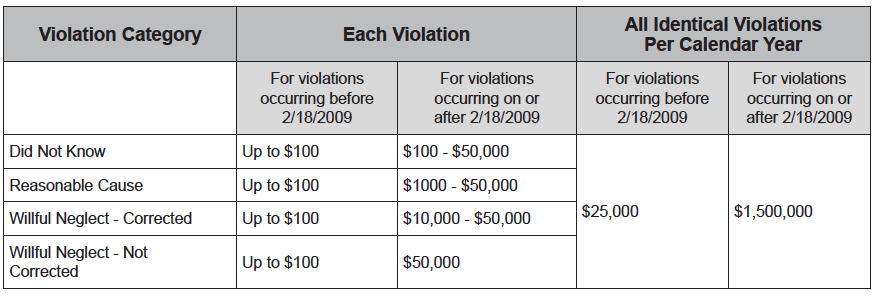 Violation Category
Each Violation
All Identical Violations
Per Calendar Year
For violations
occurring before
2/18/2009
For violations
occurring on or
after 2/18/2009
For violations
occurring before
2/18/2009
For violations
occurring on or
after 2/18/2009
Did Not Know
Up to $100
$100 - $50,000
Reasonable Cause
Up to $100
$1000 - $50,000
Willful Neglect - Corrected
Up to $100
$10,000 - $50,000
$25,000
$1,500,000
Willful Neglect - Not
Corrected
Up to $100
$50,000